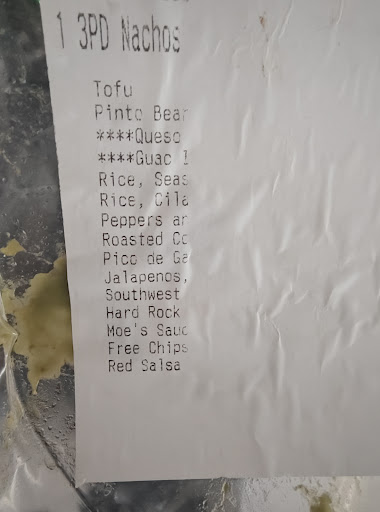 1 3PD Nachos
Tofu
Pinto Bear
****Queso
****Guac I
Rice, Seas
Rice, Cila
Peppers ar
Roasted Co
Pico de Ga
Jalapenos,
Southwest
Hard Rock
Moe's Sauc
Free Chips
Red Salsa